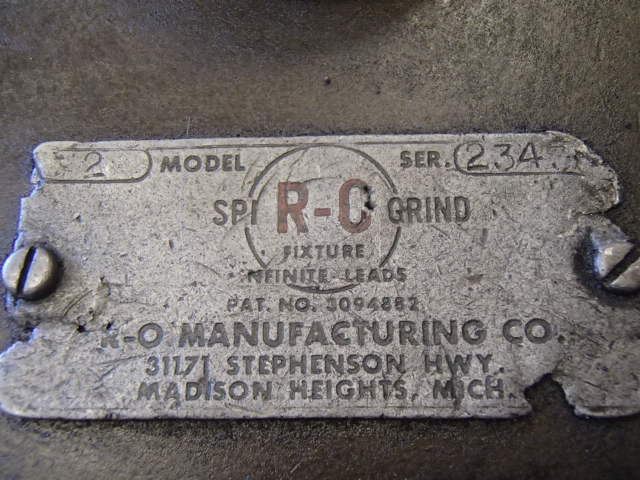 2 MODEL SER. 234
SPI R-O GRIND
FIXTURE
NFINITE LEADS
PAT. NO. 3094882
R-O MANUFACTURING CO.
31171 STEPHENSON HWY.
MADISON HEIGHTS, MICH.